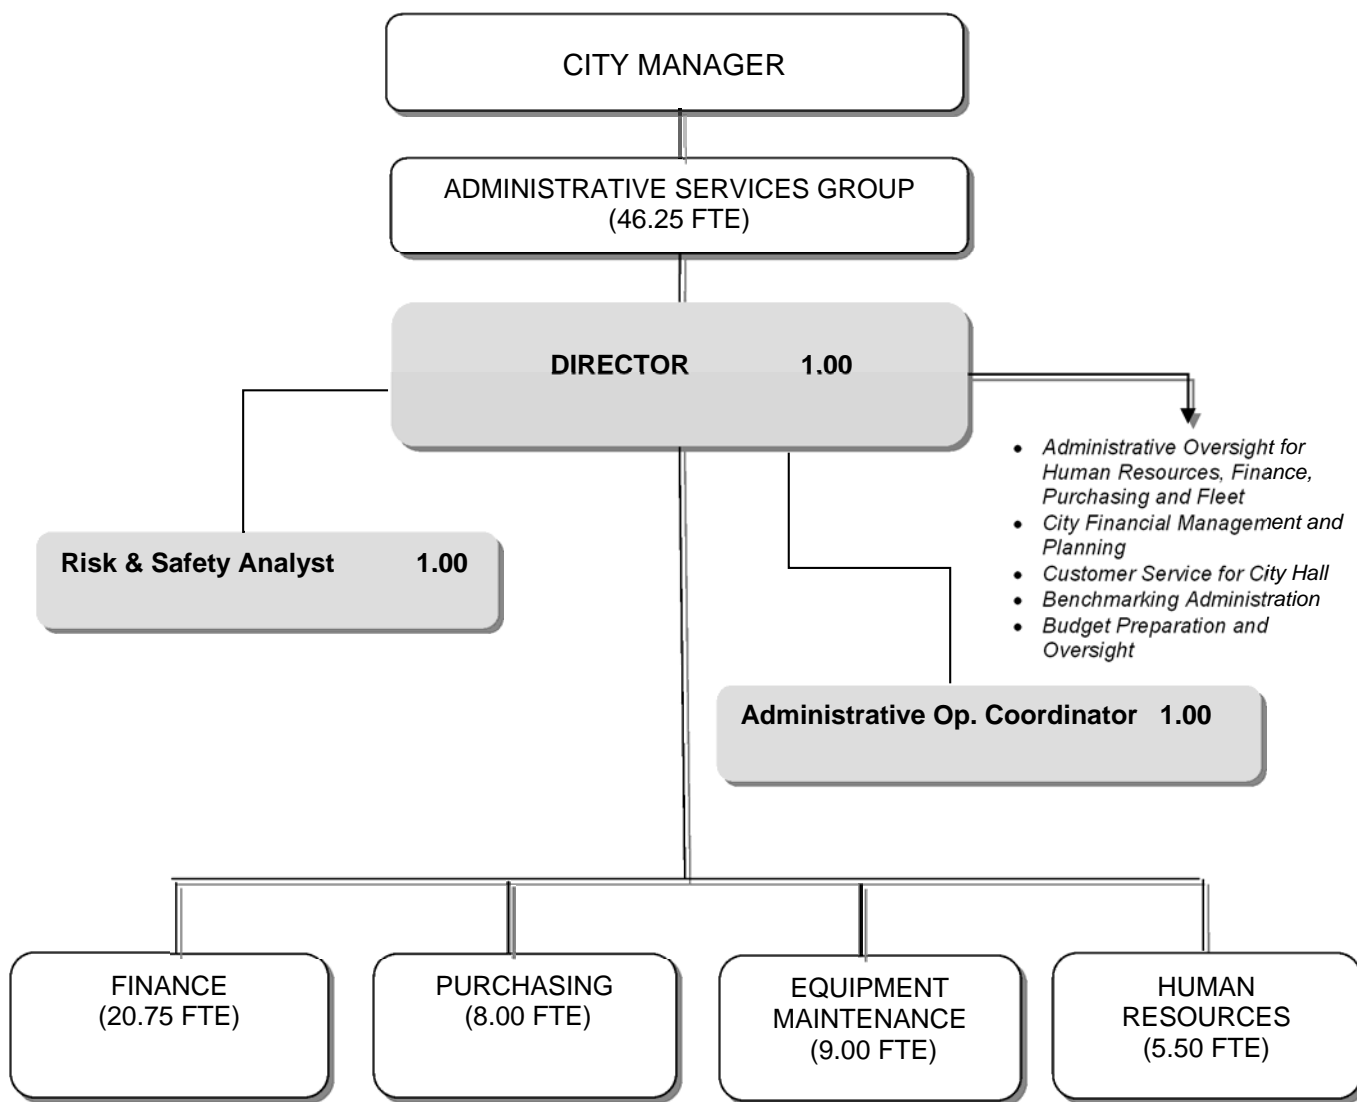 CITY MANAGER
ADMINISTRATIVE SERVICES GROUP
(46.25 FTE)
DIRECTOR 1.00
• Administrative Oversight for
Human Resources, Finance,
Purchasing and Fleet
• City Financial Management and
Planning
• Customer Service for City Hall
• Benchmarking Administration
• Budget Preparation and
Oversight
Risk & Safety Analyst 1.00
Administrative Op. Coordinator 1.00
FINANCE
(20.75 FTE)
PURCHASING
(8.00 FTE)
EQUIPMENT
MAINTENANCE
(9.00 FTE)
HUMAN
RESOURCES
(5.50 FTE)